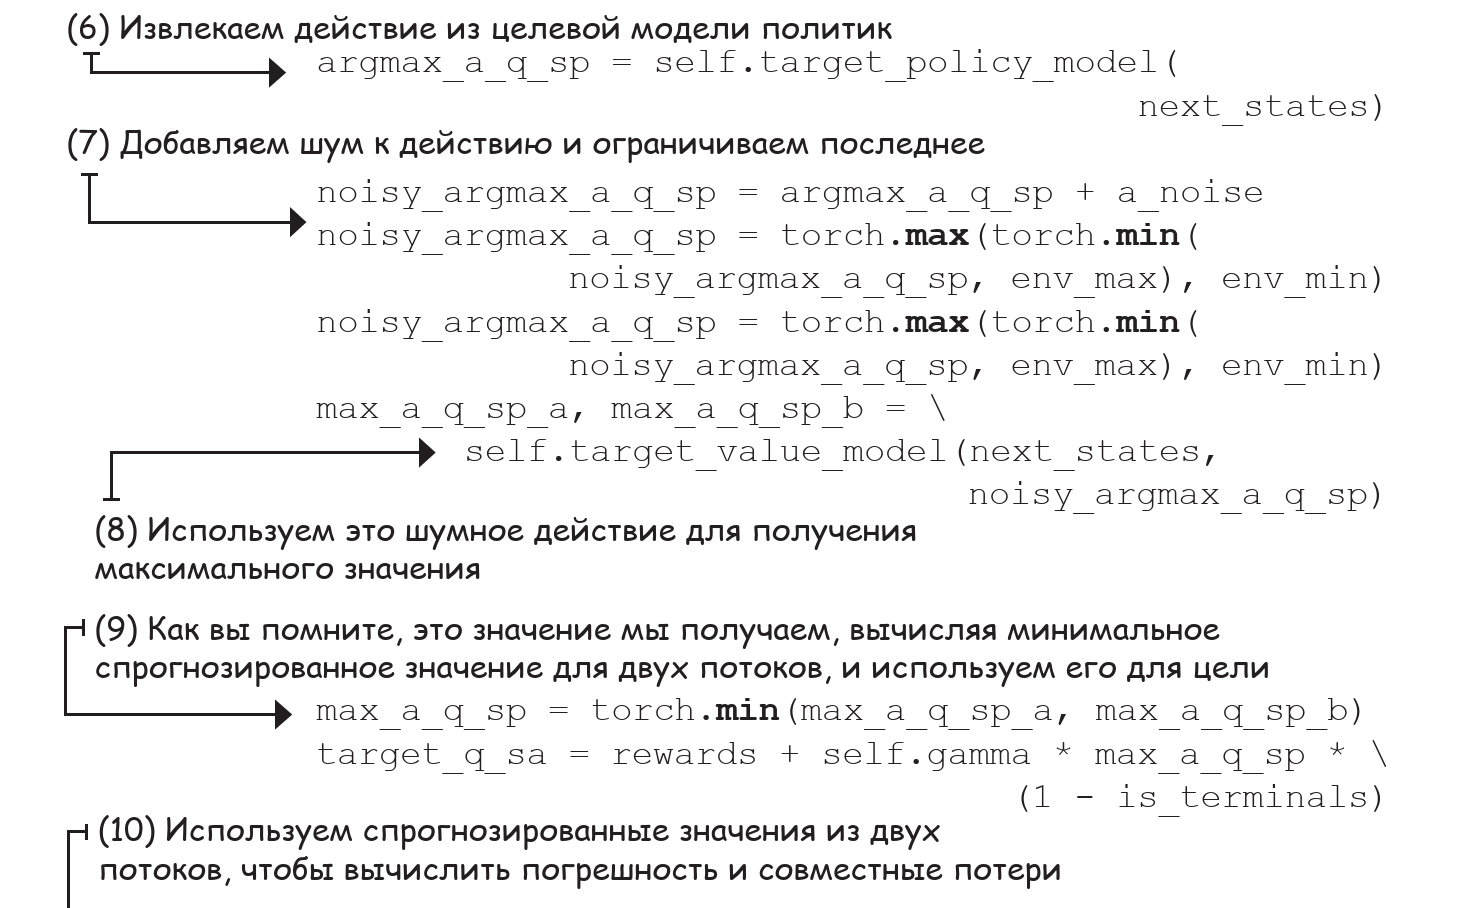 (6) Извлекаем действие из целевой модели политик
argmax_a_q_sp = self.target_policy_model(
next_states)
(7) Добавляем шум к действию и ограничиваем последнее
noisy_argmax_a_q_sp = argmax_a_q_sp + a_noise
noisy_argmax_a_q_sp = torch.max(torch.min(
noisy_argmax_a_q_sp, env_max), env_min)
noisy_argmax_a_q_sp = torch.max(torch.min(
noisy_argmax_a_q_sp, env_max), env_min)
max_a_q_sp_a, max_a_q_sp_b = \
self.target_value_model(next_states,
noisy_argmax_a_q_sp)
(8) Используем это шумное действие для получения
максимального значения
(9) Как вы помните, это значение мы получаем, вычисляя минимальное
спрогнозированное значение для двух потоков, и используем его для цели
max_a_q_sp = torch.min(max_a_q_sp_a, max_a_q_sp_b)
target_q_sa = rewards + self.gamma * max_a_q_sp * \
(1 - is_terminals)
(10) Используем спрогнозированные значения из двух
потоков, чтобы вычислить погрешность и совместные потери